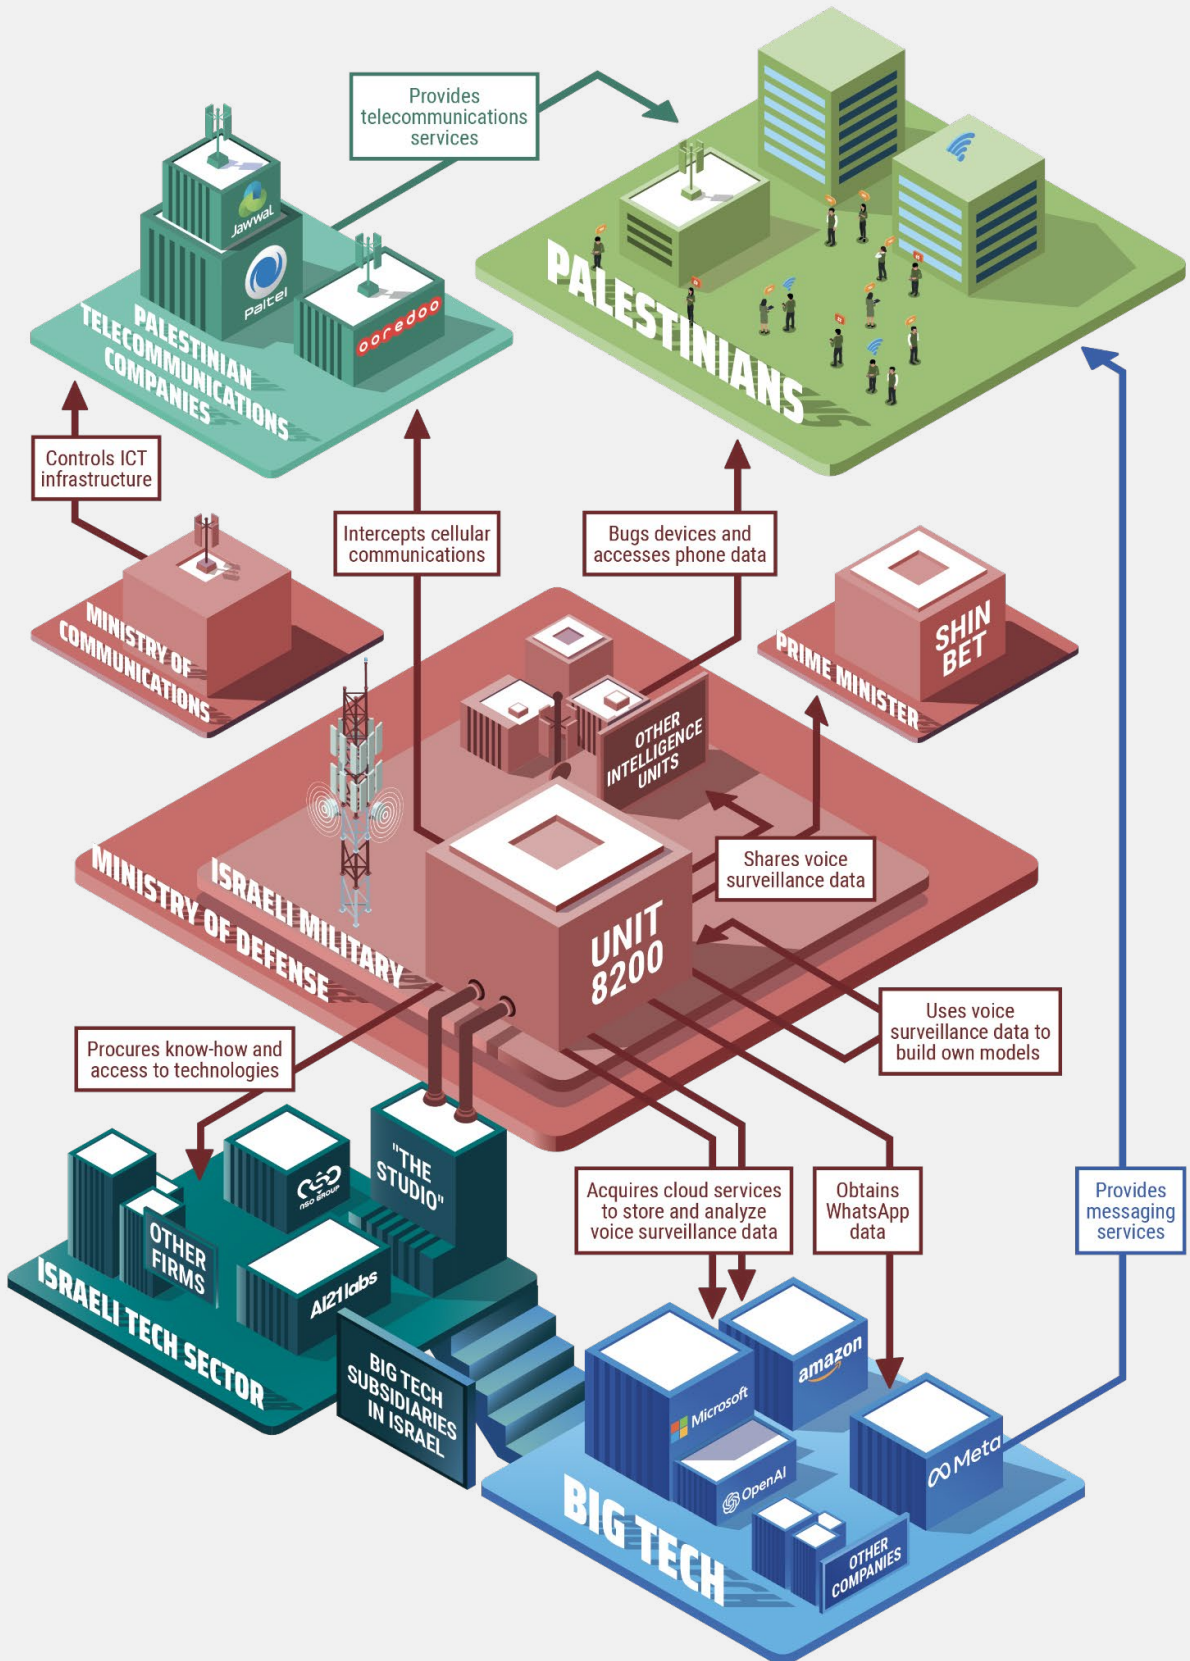 Provides
telecommunications
services
Jawwal
Paltel
ooredoo
PALESTINIAN
TELECOMMUNICATIONS
COMPANIES
PALESTINIANS
Controls ICT
infrastructure
Intercepts cellular
communications
Bugs devices and
accesses phone data
MINISTRY OF
COMMUNICATIONS
SHIN
BET
PRIME MINISTER
OTHER
INTELLIGENCE
UNITS
Shares voice
surveillance data
ISRAELI MILITARY
MINISTRY OF DEFENSE
UNIT
8200
Uses voice
surveillance data to
build own models
Procures know-how and
access to technologies
"THE
STUDIO"
NSO GROUP
OTHER
FIRMS
AI21labs
ISRAELI TECH SECTOR
Acquires cloud services
to store and analyze
voice surveillance data
Obtains
WhatsApp
data
Provides
messaging
services
BIG TECH
SUBSIDIARIES
IN ISRAEL
amazon
Microsoft
Meta
OpenAI
OTHER
COMPANIES
BIG TECH